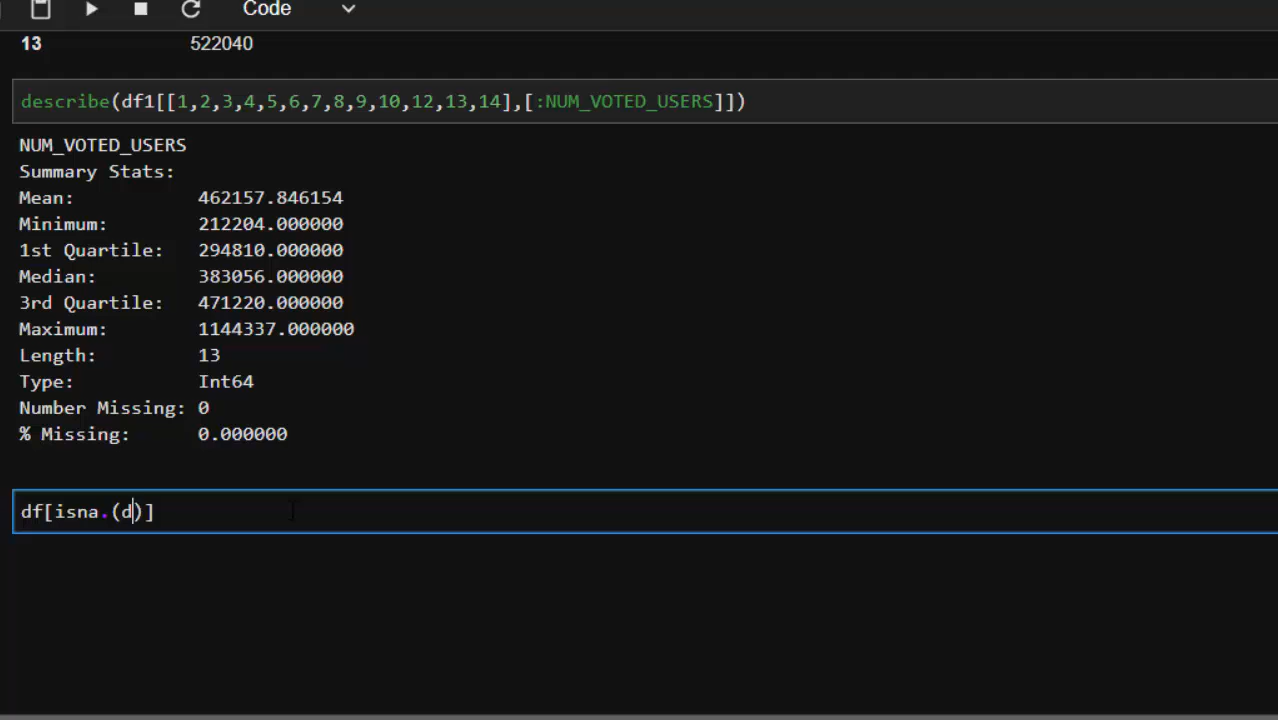 Code
13 522040
describe(df1[[1,2,3,4,5,6,7,8,9,10,12,13,14],[:NUM_VOTED_USERS]])
NUM_VOTED_USERS
Summary Stats:
Mean: 462157.846154
Minimum: 212204.000000
1st Quartile: 294810.000000
Median: 383056.000000
3rd Quartile: 471220.000000
Maximum: 1144337.000000
Length: 13
Type: Int64
Number Missing: 0
% Missing: 0.000000
df[isna.(d)]